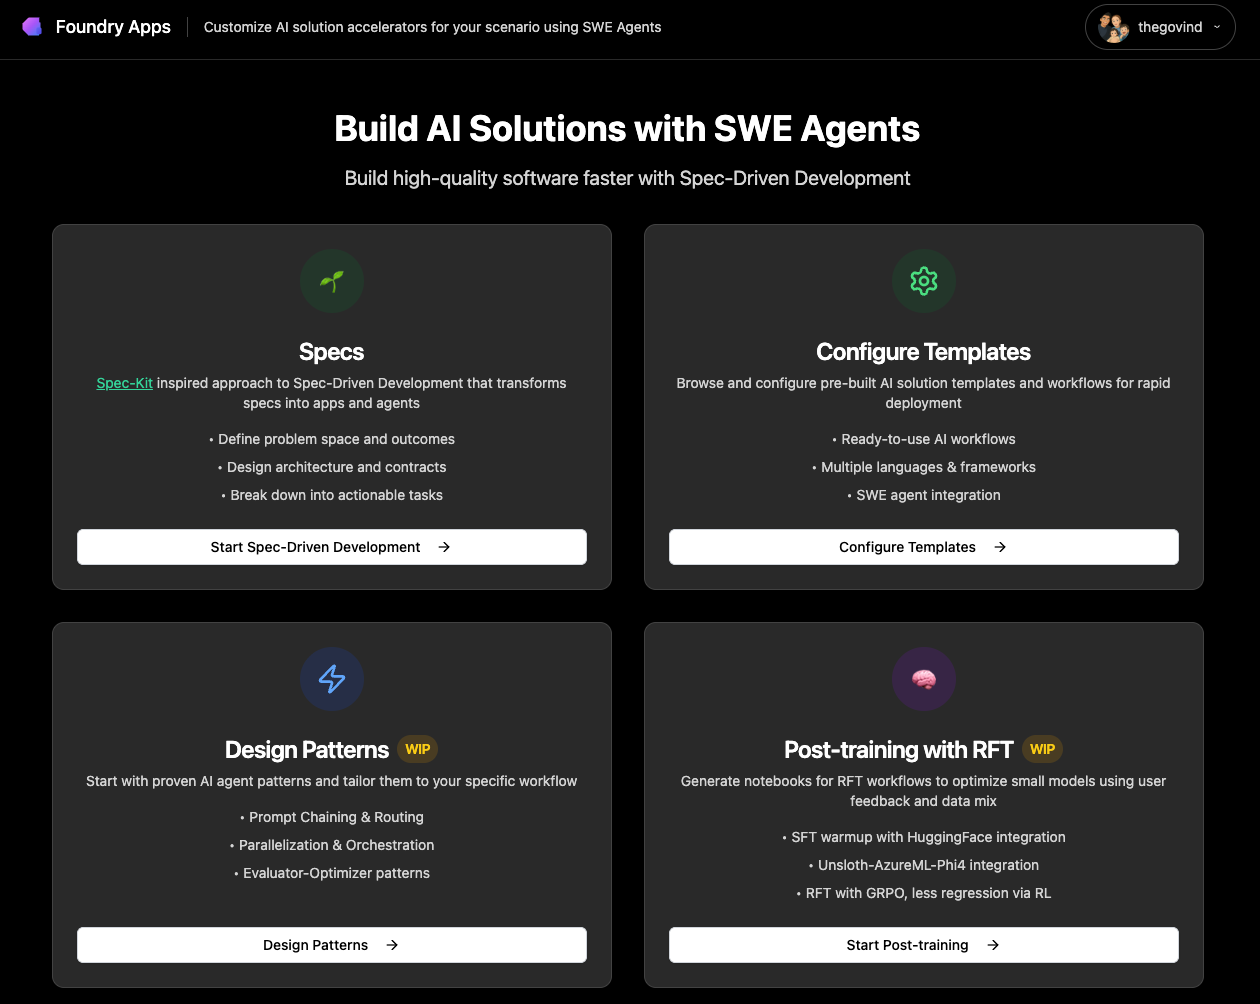 Foundry Apps
Customize AI solution accelerators for your scenario using SWE Agents
thegovind
Build AI Solutions with SWE Agents
Build high-quality software faster with Spec-Driven Development
Specs
Spec-Kit inspired approach to Spec-Driven Development that transforms
specs into apps and agents
• Define problem space and outcomes
• Design architecture and contracts
• Break down into actionable tasks
Start Spec-Driven Development →
Configure Templates
Browse and configure pre-built AI solution templates and workflows for rapid
deployment
• Ready-to-use AI workflows
• Multiple languages & frameworks
• SWE agent integration
Configure Templates →
Design Patterns WIP
Start with proven AI agent patterns and tailor them to your specific workflow
• Prompt Chaining & Routing
• Parallelization & Orchestration
• Evaluator-Optimizer patterns
Design Patterns →
Post-training with RFT WIP
Generate notebooks for RFT workflows to optimize small models using user
feedback and data mix
• SFT warmup with HuggingFace integration
• Unsloth-AzureML-Phi4 integration
• RFT with GRPO, less regression via RL
Start Post-training →